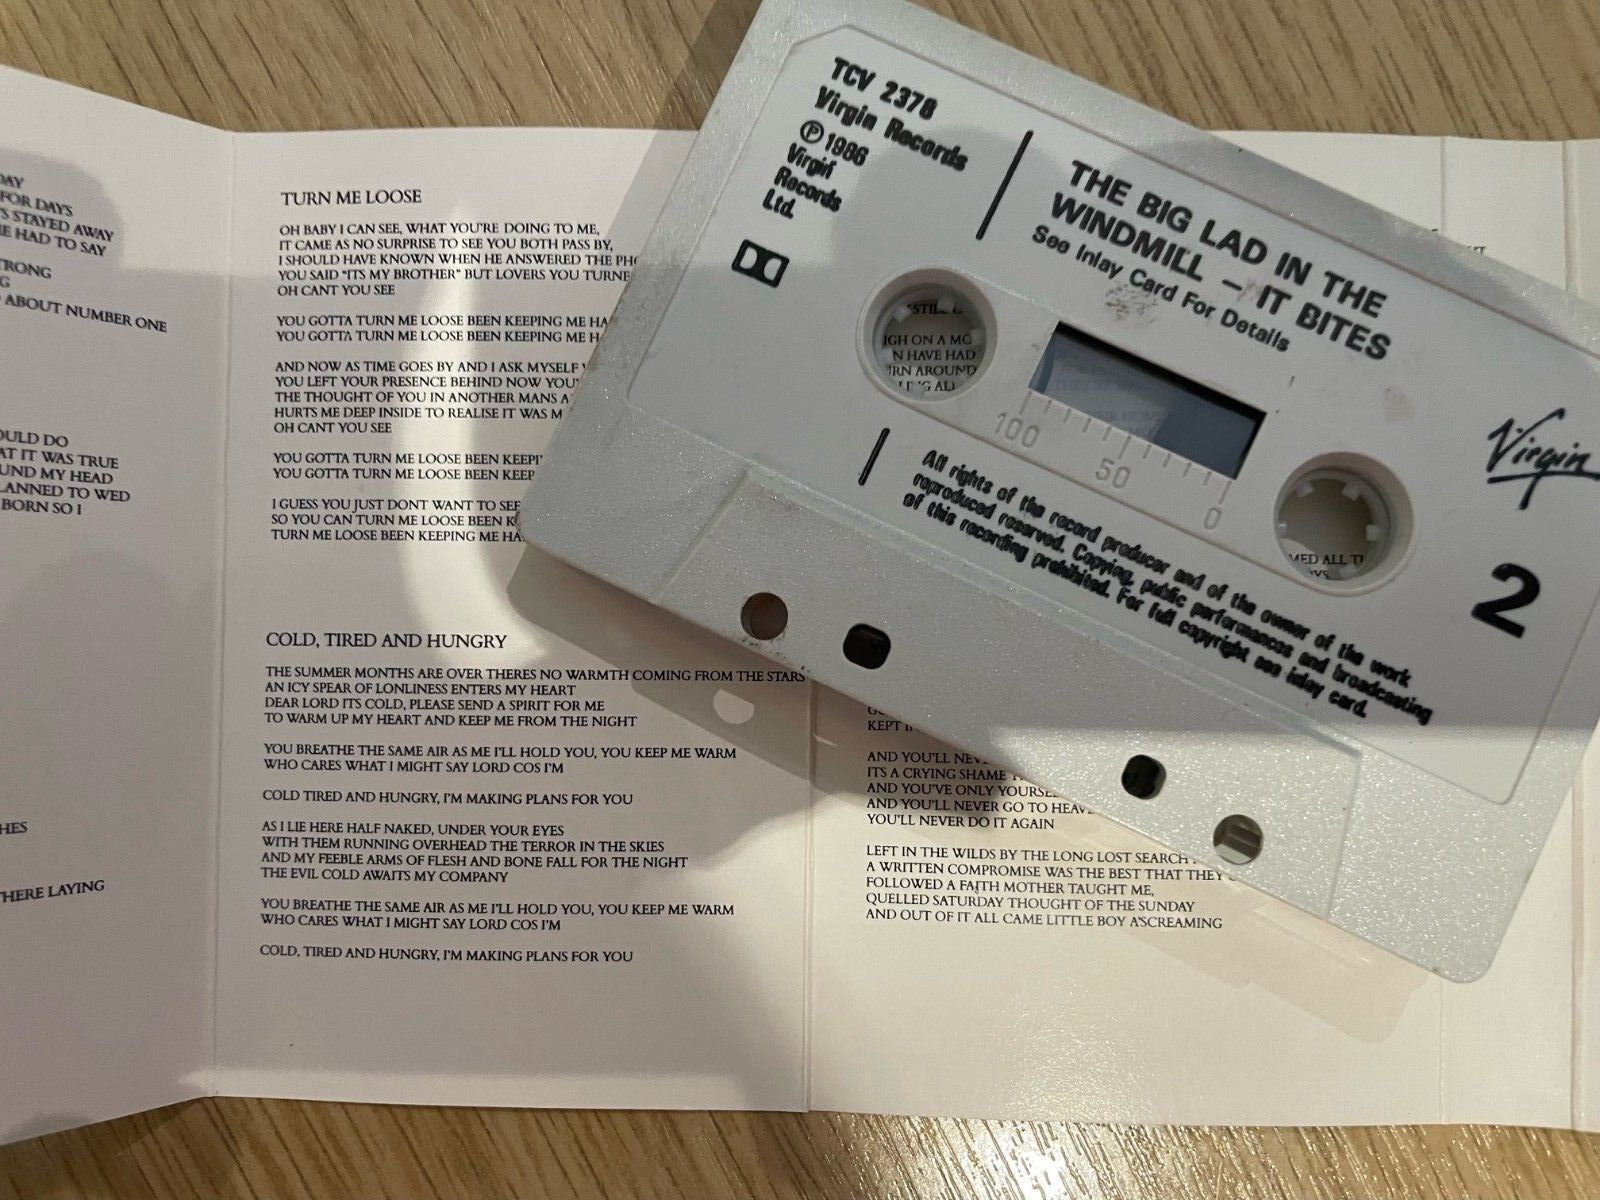 DAY
FOR DAYS
STAYED AWAY
HAD TO SAY
ABOUT NUMBER ONE
DO
AT IT WAS TRUE
MY HEAD
TO WED
BORN SO I
LAYING
TURN ME LOOSE
OH BABY I CAN SEE, WHAT YOU'RE DOING TO ME,
IT CAME AS NO SURPRISE TO SEE YOU BOTH PASS BY,
I SHOULD HAVE KNOWN WHEN HE ANSWERED THE
YOU SAID "ITS MY BROTHER" BUT LOVERS YOU
OH CANT YOU SEE
YOU GOTTA TURN ME LOOSE BEEN KEEPING ME
YOU GOTTA TURN ME LOOSE BEEN KEEPING ME
AND NOW AS TIME GOES BY AND I ASK MYSELF
YOU LEFT YOUR PRESENCE BEHIND NOW
THE THOUGHT OF YOU IN ANOTHER MANS
HURTS ME DEEP INSIDE TO REALISE IT WAS
OH CANT YOU SEE
YOU GOTTA TURN ME LOOSE BEEN
YOU GOTTA TURN ME LOOSE BEEN
I GUESS YOU JUST DONT WANT TO
SO YOU CAN TURN ME LOOSE BEEN
TURN ME LOOSE BEEN KEEPING ME
COLD, TIRED AND HUNGRY
THE SUMMER MONTHS ARE OVER THERES NO WARMTH COMING FROM THE STARS
AN ICY SPEAR OF LONLINESS ENTERS MY HEART
DEAR LORD ITS COLD, PLEASE SEND A SPIRIT FOR ME
TO WARM UP MY HEART AND KEEP ME FROM THE NIGHT
YOU BREATHE THE SAME AIR AS ME I'LL HOLD YOU, YOU KEEP ME WARM
WHO CARES WHAT I MIGHT SAY LORD COS I'M
COLD TIRED AND HUNGRY, I'M MAKING PLANS FOR YOU
AS I LIE HERE HALF NAKED, UNDER YOUR EYES
WITH THEM RUNNING OVERHEAD THE TERROR IN THE SKIES
AND MY FEEBLE ARMS OF FLESH AND BONE FALL FOR THE NIGHT
THE EVIL COLD AWAITS MY COMPANY
YOU BREATHE THE SAME AIR AS ME I'LL HOLD YOU, YOU KEEP ME WARM
WHO CARES WHAT I MIGHT SAY LORD COS I'M
COLD, TIRED AND HUNGRY, I'M MAKING PLANS FOR YOU
TCV 2378
Virgin Records
Ⓟ 1986
Virgin
Records
Ltd.
THE BIG LAD IN THE
WINDMILL – IT BITES
See Inlay Card For Details
ON A
HAVE HAD
AROUND
100 50 0
ALL
Virgin
2
All rights of the record producer and of the owner of the work
reproduced reserved. Copying, public performances and broadcasting
of this recording prohibited. For full copyright see inlay card.
KEPT
AND YOU'LL
ITS A CRYING SHAME
AND YOU'VE ONLY
AND YOU'LL NEVER GO TO
YOU'LL NEVER DO IT AGAIN
LEFT IN THE WILDS BY THE LONG LOST SEARCH
A WRITTEN COMPROMISE WAS THE BEST THAT THEY
FOLLOWED A FAITH MOTHER TAUGHT ME,
QUELLED SATURDAY THOUGHT OF THE SUNDAY
AND OUT OF IT ALL CAME LITTLE BOY A'SCREAMING